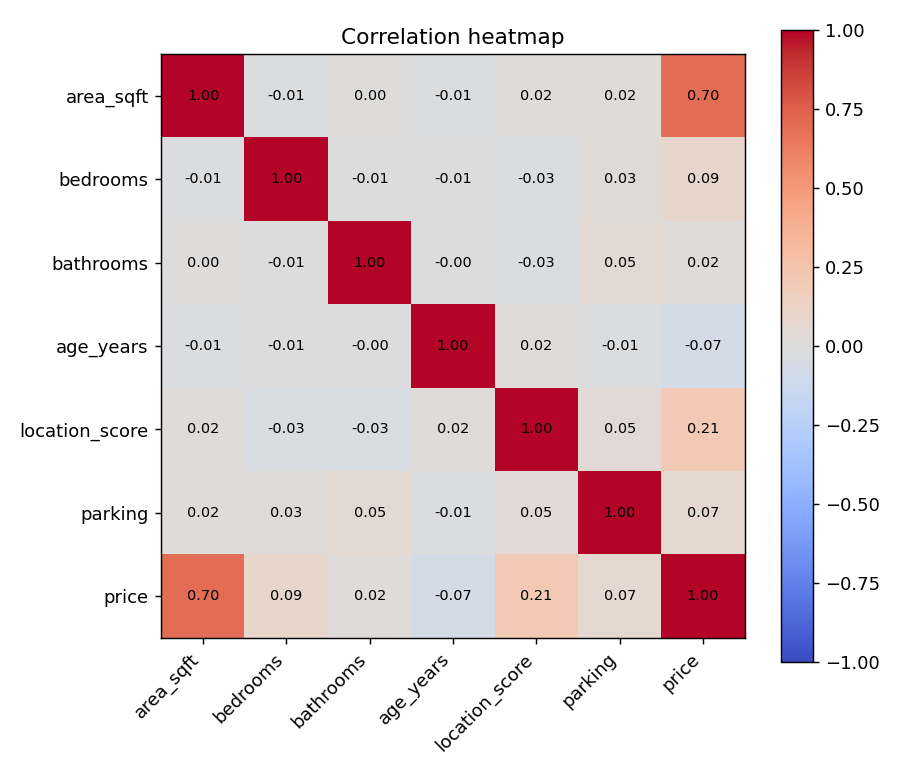 Correlation heatmap
area_sqft 1.00 -0.01 0.00 -0.01 0.02 0.02 0.70
bedrooms -0.01 1.00 -0.01 -0.01 -0.03 0.03 0.09
bathrooms 0.00 -0.01 1.00 -0.00 -0.03 0.05 0.02
age_years -0.01 -0.01 -0.00 1.00 0.02 -0.01 -0.07
location_score 0.02 -0.03 -0.03 0.02 1.00 0.05 0.21
parking 0.02 0.03 0.05 -0.01 0.05 1.00 0.07
price 0.70 0.09 0.02 -0.07 0.21 0.07 1.00
area_sqft bedrooms bathrooms age_years location_score parking price
1.00
0.75
0.50
0.25
0.00
−0.25
−0.50
−0.75
−1.00